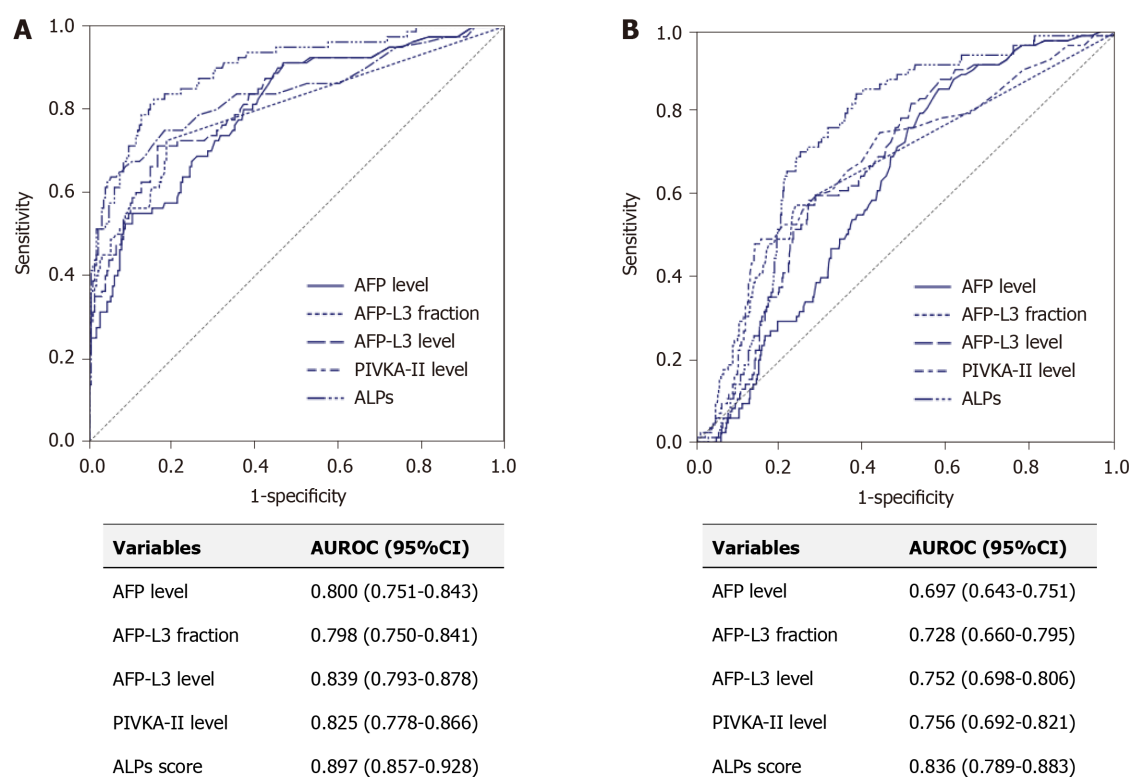 A
Sensitivity
1.0
0.8
0.6
0.4
0.2
0.0
AFP level
AFP-L3 fraction
AFP-L3 level
PIVKA-II level
ALPs
0.0 0.2 0.4 0.6 0.8 1.0
1-specificity
Variables AUROC (95%CI)
AFP level 0.800 (0.751-0.843)
AFP-L3 fraction 0.798 (0.750-0.841)
AFP-L3 level 0.839 (0.793-0.878)
PIVKA-II level 0.825 (0.778-0.866)
ALPs score 0.897 (0.857-0.928)
B
Sensitivity
1.0
0.8
0.6
0.4
0.2
0.0
AFP level
AFP-L3 fraction
AFP-L3 level
PIVKA-II level
ALPs
0.0 0.2 0.4 0.6 0.8 1.0
1-specificity
Variables AUROC (95%CI)
AFP level 0.697 (0.643-0.751)
AFP-L3 fraction 0.728 (0.660-0.795)
AFP-L3 level 0.752 (0.698-0.806)
PIVKA-II level 0.756 (0.692-0.821)
ALPs score 0.836 (0.789-0.883)